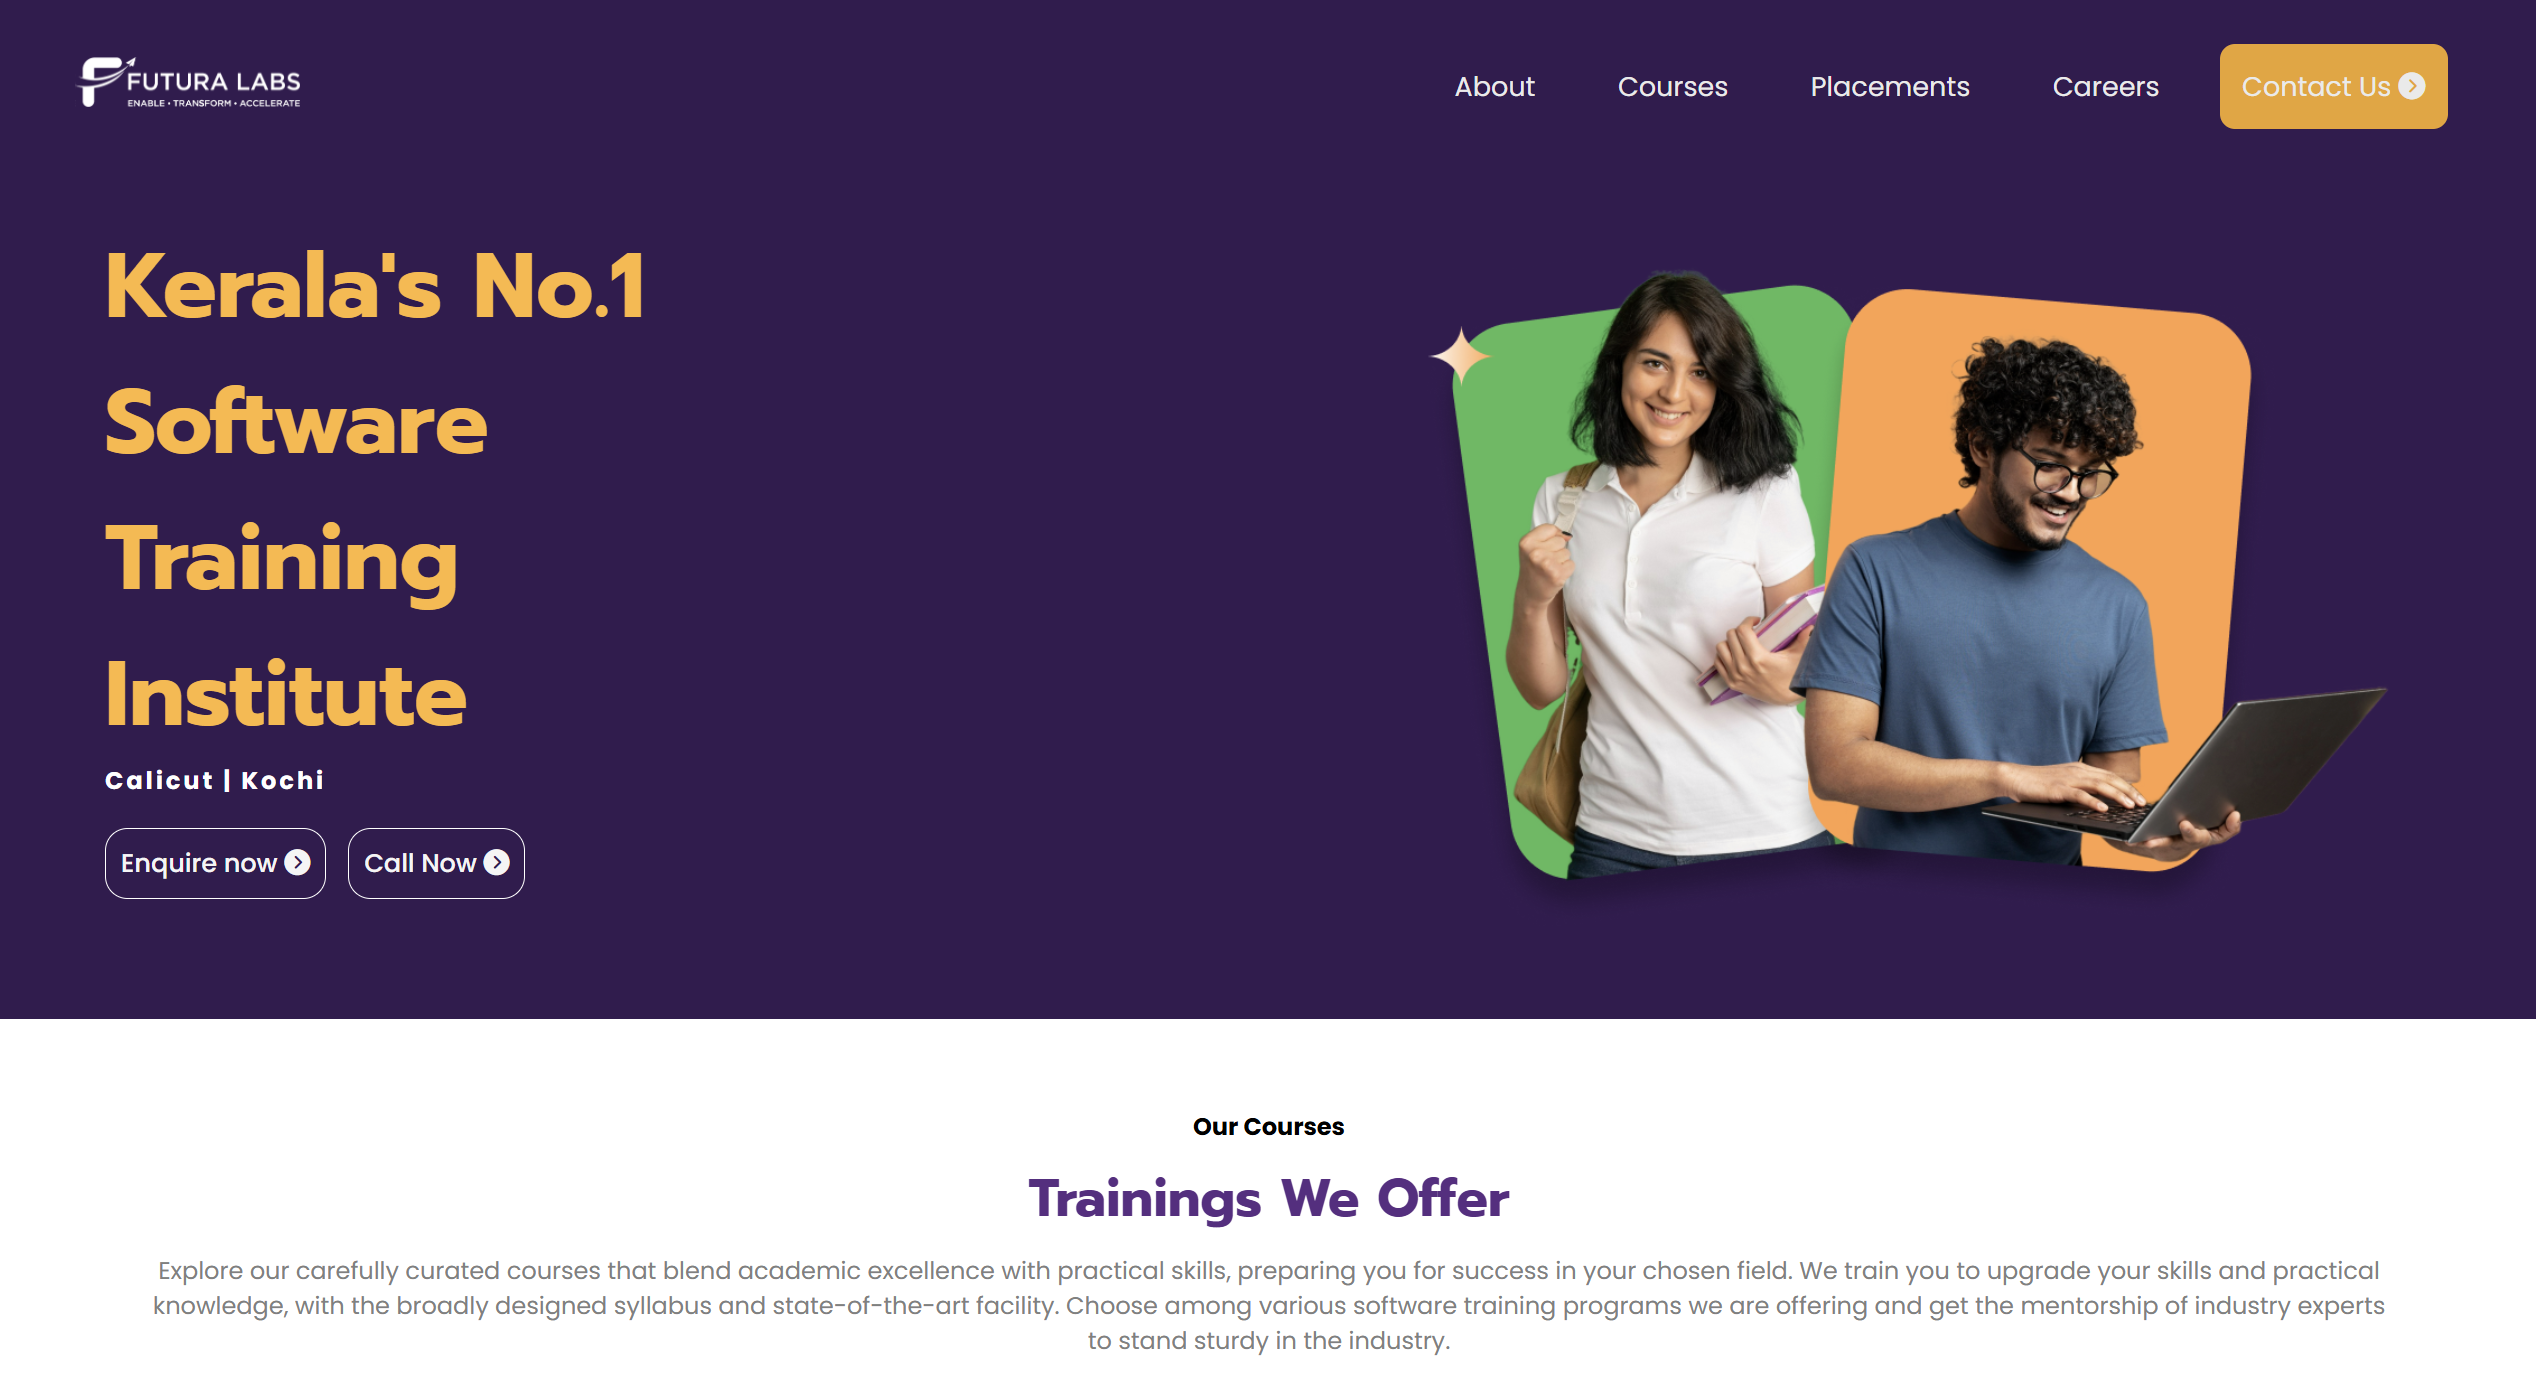 FUTURA LABS
ENABLE • TRANSFORM • ACCELERATE
About
Courses
Placements
Careers
Contact Us
Kerala's No.1
Software
Training
Institute
Calicut | Kochi
Enquire now
Call Now
Our Courses
Trainings We Offer
Explore our carefully curated courses that blend academic excellence with practical skills, preparing you for success in your chosen field. We train you to upgrade your skills and practical
knowledge, with the broadly designed syllabus and state-of-the-art facility. Choose among various software training programs we are offering and get the mentorship of industry experts
to stand sturdy in the industry.